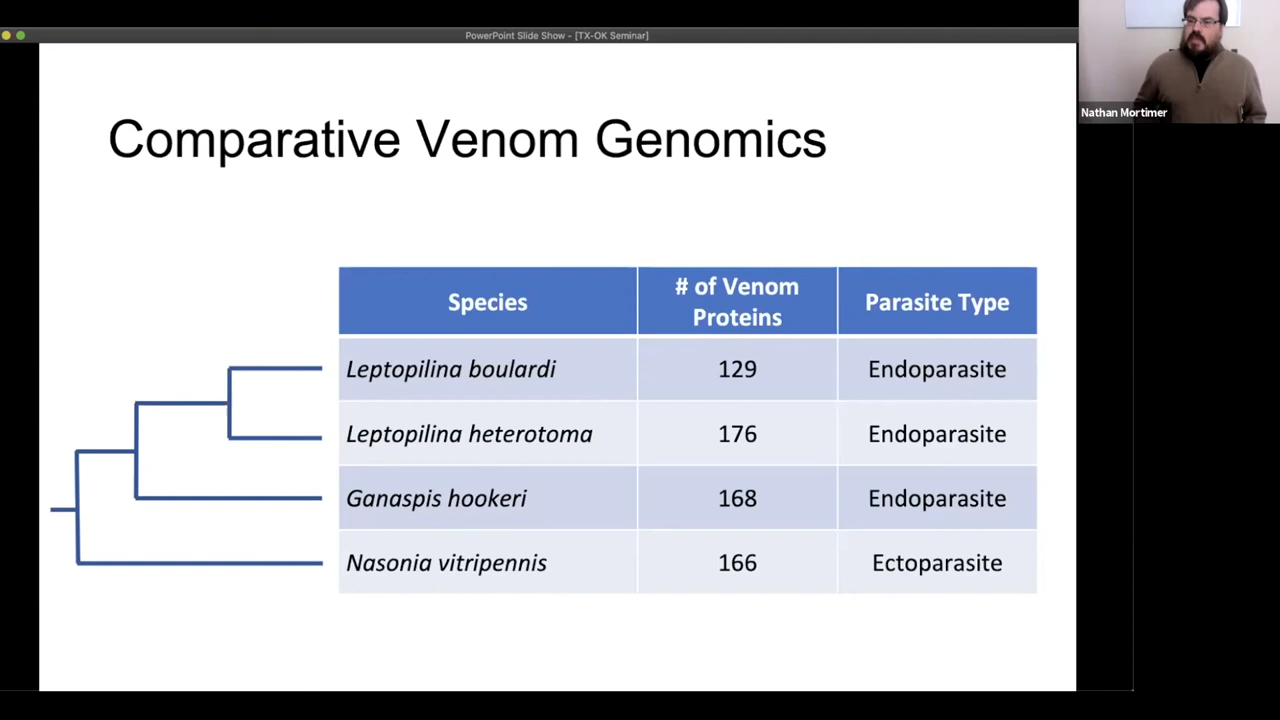 PowerPoint Slide Show - [TX-OK Seminar]
Nathan Mortimer
Comparative Venom Genomics
Species # of Venom Proteins Parasite Type
Leptopilina boulardi 129 Endoparasite
Leptopilina heterotoma 176 Endoparasite
Ganaspis hookeri 168 Endoparasite
Nasonia vitripennis 166 Ectoparasite